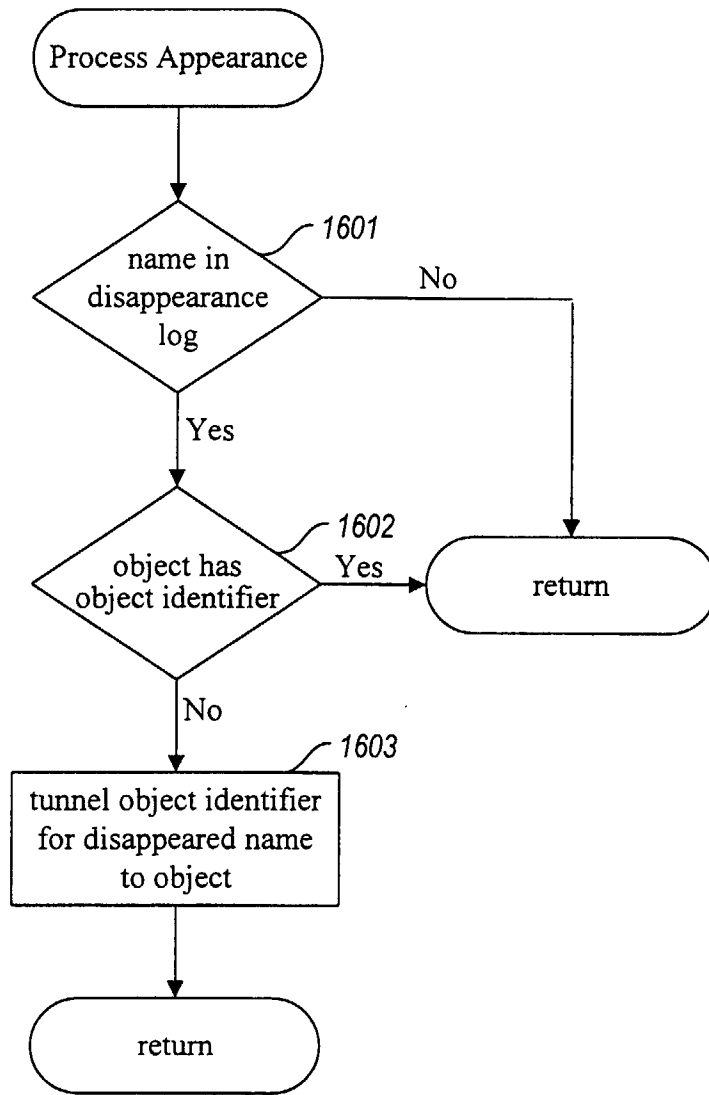 Process Appearance
1601
name in
disappearance
log
No
Yes
1602
object has
object identifier
Yes
return
No
1603
tunnel object identifier
for disappeared name
to object
return